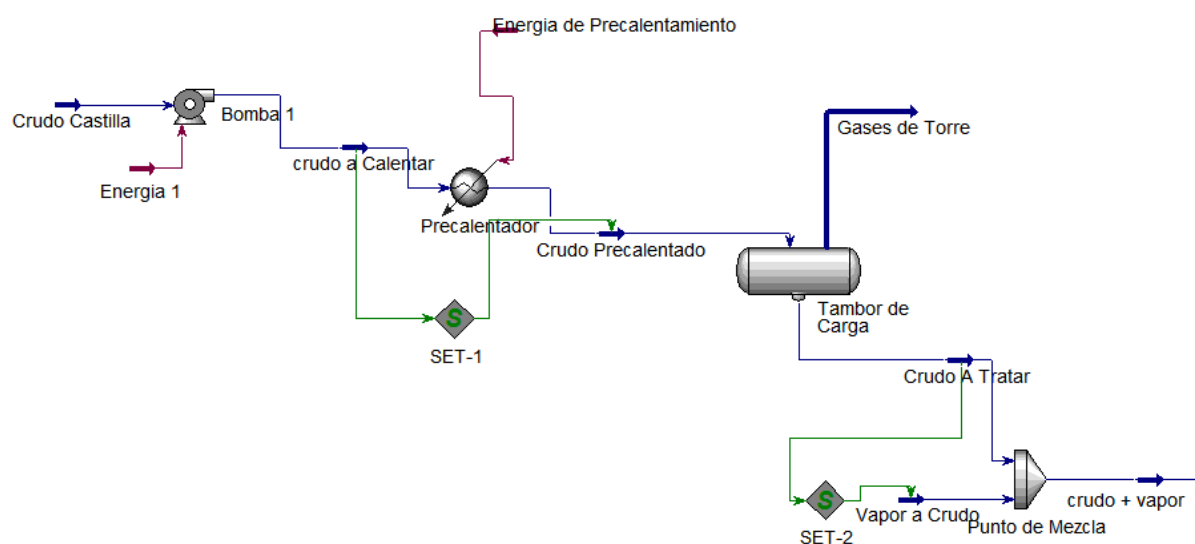 Energia de Precalentamiento
Crudo Castilla
Bomba 1
Energia 1
crudo a Calentar
Precalentador
Crudo Precalentado
Gases de Torre
S
SET-1
Tambor de
Carga
Crudo A Tratar
S
SET-2
Vapor a Crudo
Punto de Mezcla
crudo + vapor